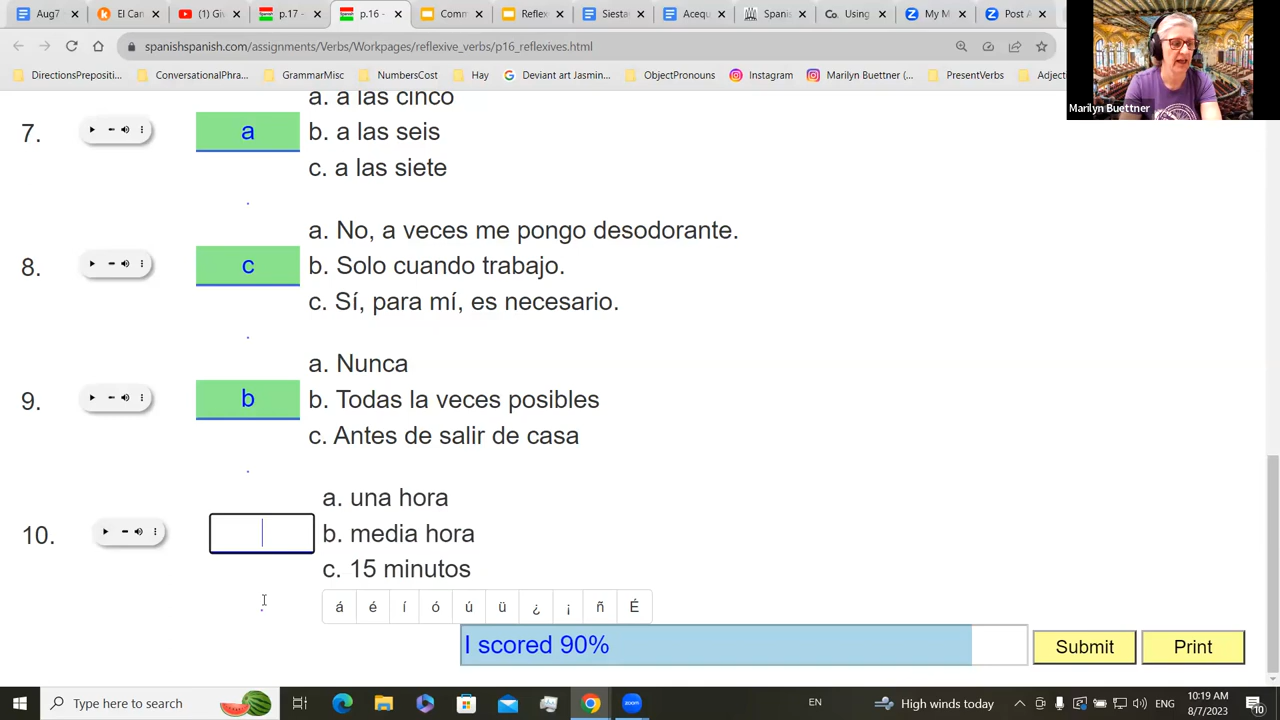 Aug7
El Can
(1) Giv
p.17 -
p.16 -
Comm
Reflex
Siesta
Acequ
Spani
Co. Using
My M
Post A
spanishspanish.com/assignments/Verbs/Workpages/reflexive_verbs/p16_reflexives.html
DirectionsPrepositi...
ConversationalPhra...
GrammarMisc
NumbersCost
Hay
Deviant art Jasmin...
ObjectPronouns
Instagram
Marilyn Buettner (...
PresentVerbs
Adject
Marilyn Buettner
a. a las cinco
7. a b. a las seis
c. a las siete
a. No, a veces me pongo desodorante.
8. c b. Solo cuando trabajo.
c. Sí, para mí, es necesario.
a. Nunca
9. b b. Todas la veces posibles
c. Antes de salir de casa
a. una hora
10. b. media hora
c. 15 minutos
á é í ó ú ü ¿ ¡ ñ É
I scored 90% Submit Print
Type here to search
zoom
EN
High winds today
ENG
10:19 AM
8/7/2023
10